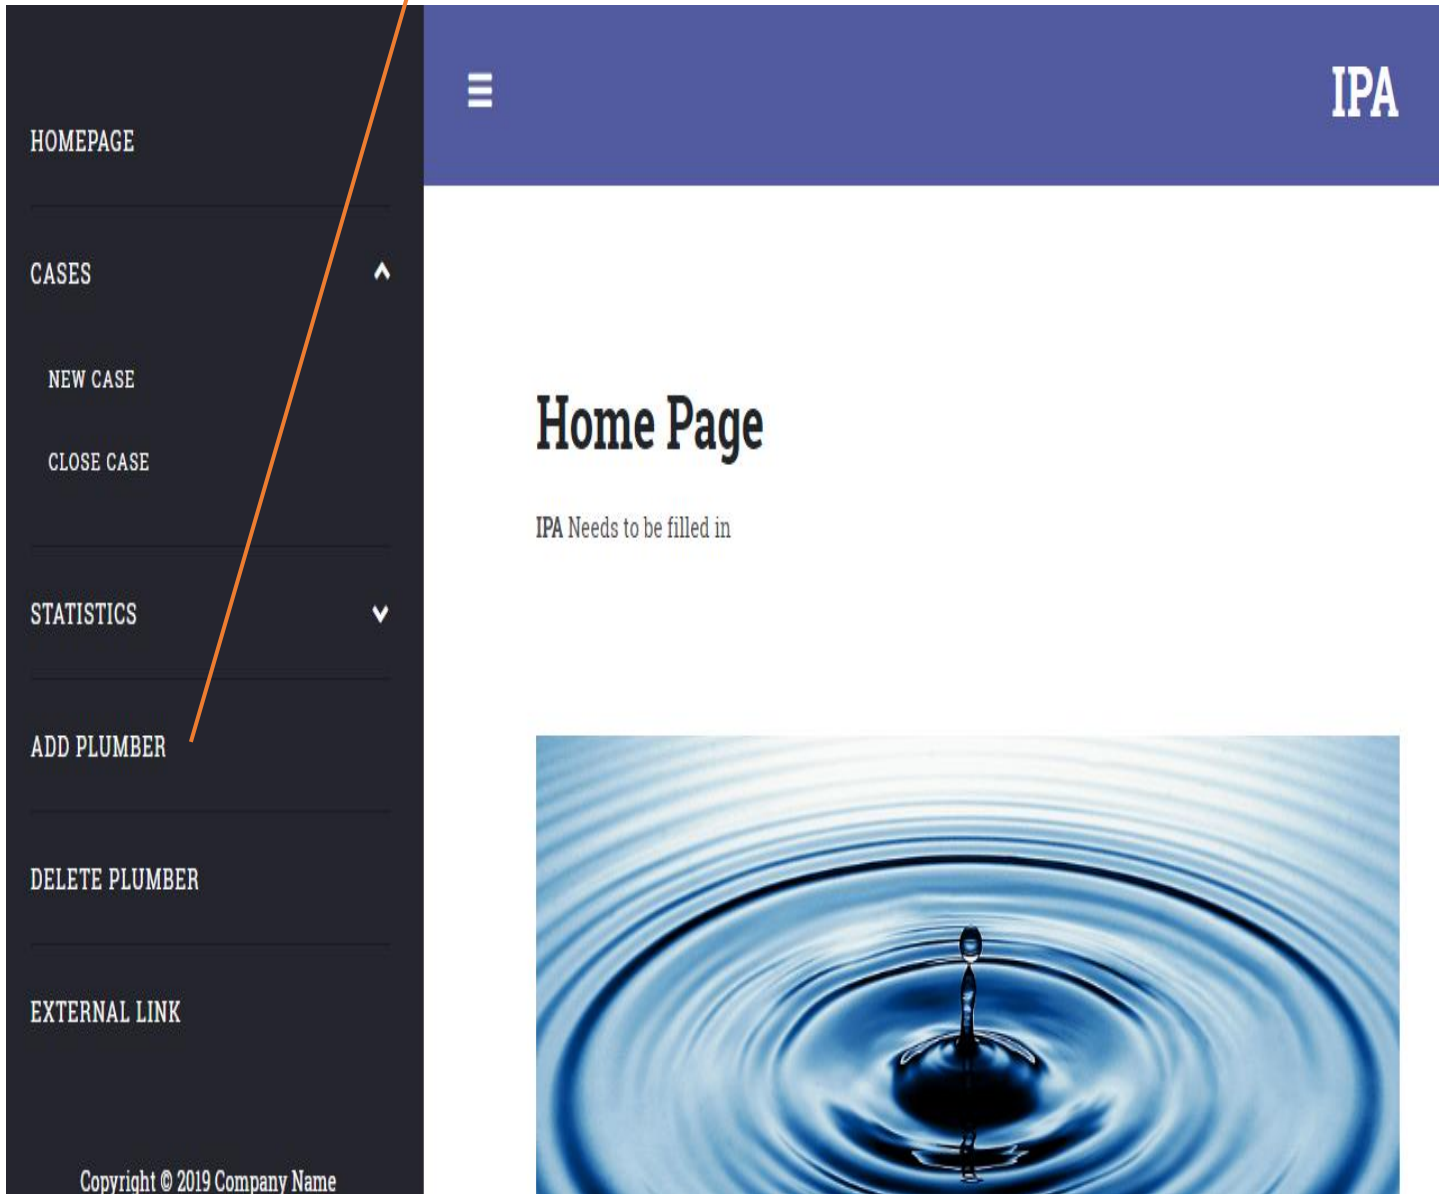 HOMEPAGE
CASES
NEW CASE
CLOSE CASE
STATISTICS
ADD PLUMBER
DELETE PLUMBER
EXTERNAL LINK
Copyright © 2019 Company Name
IPA
Home Page
IPA Needs to be filled in